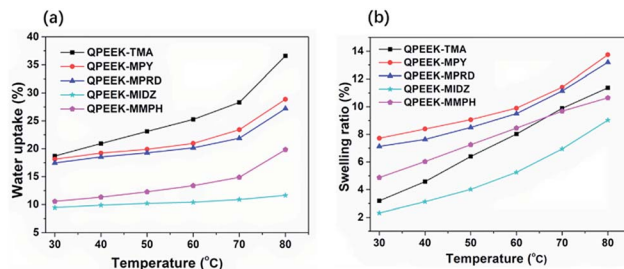 (a)
40
35
30
25
20
15
10
5
Water uptake (%)
QPEEK-TMA
QPEEK-MPY
QPEEK-MPRD
QPEEK-MIDZ
QPEEK-MMPH
30 40 50 60 70 80
Temperature (°C)
(b)
14
12
10
8
6
4
2
Swelling ratio (%)
QPEEK-TMA
QPEEK-MPY
QPEEK-MPRD
QPEEK-MIDZ
QPEEK-MMPH
30 40 50 60 70 80
Temperature (°C)